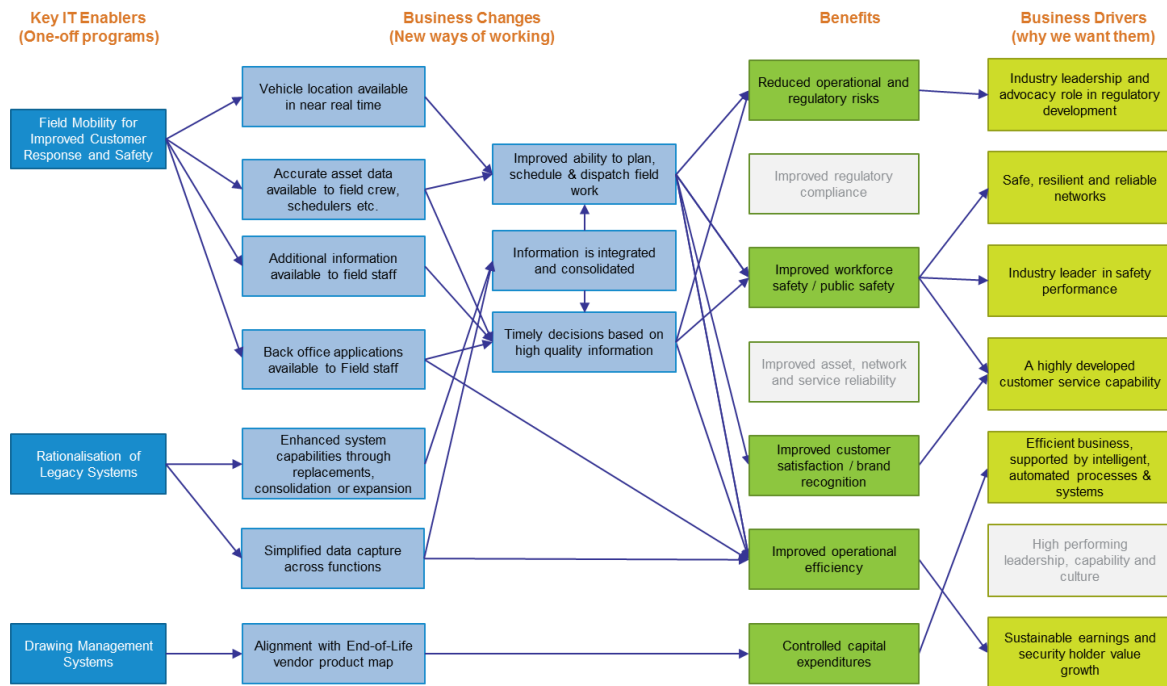 Key IT Enablers
(One-off programs)
Business Changes
(New ways of working)
Benefits
Business Drivers
(why we want them)
Field Mobility for
Improved Customer
Response and Safety
Rationalisation of
Legacy Systems
Drawing Management
Systems
Vehicle location available
in near real time
Accurate asset data
available to field crew,
schedulers etc.
Additional information
available to field staff
Back office applications
available to Field staff
Enhanced system
capabilities through
replacements,
consolidation or expansion
Simplified data capture
across functions
Alignment with End-of-Life
vendor product map
Improved ability to plan,
schedule & dispatch field
work
Information is integrated
and consolidated
Timely decisions based on
high quality information
Reduced operational and
regulatory risks
Improved regulatory
compliance
Improved workforce
safety / public safety
Improved asset, network
and service reliability
Improved customer
satisfaction / brand
recognition
Improved operational
efficiency
Controlled capital
expenditures
Industry leadership and
advocacy role in regulatory
development
Safe, resilient and reliable
networks
Industry leader in safety
performance
A highly developed
customer service capability
Efficient business,
supported by intelligent,
automated processes &
systems
High performing
leadership, capability and
culture
Sustainable earnings and
security holder value
growth